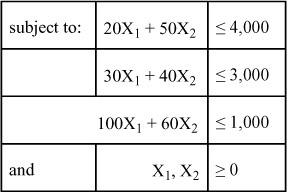 subject to: 20X₁ + 50X₂ ≤ 4,000
30X₁ + 40X₂ ≤ 3,000
100X₁ + 60X₂ ≤ 1,000
and X₁, X₂ ≥ 0